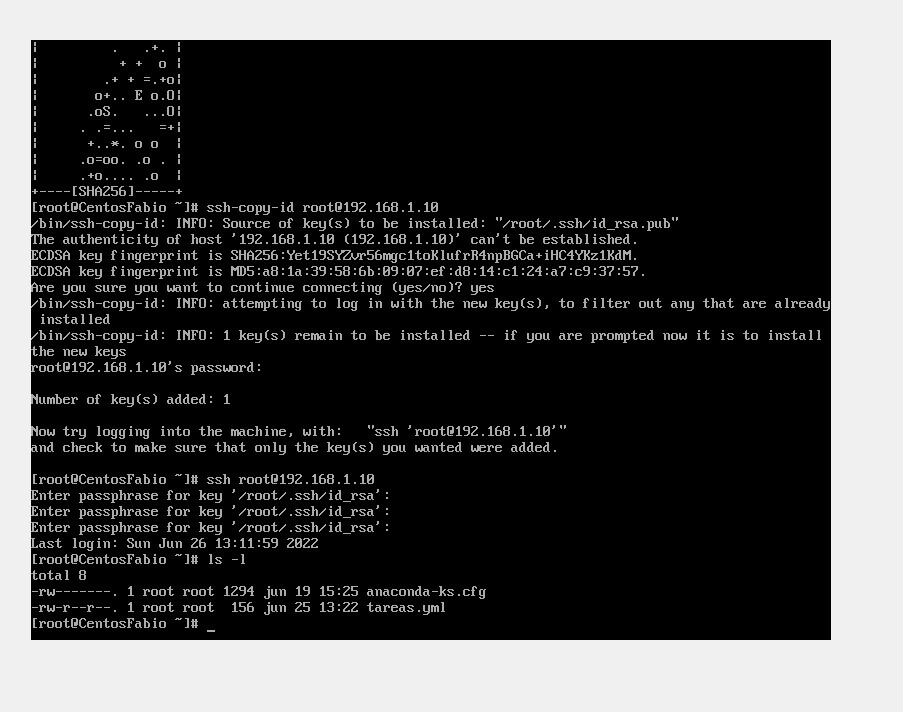 ¦         .   .+. ¦
¦          + +  o ¦
¦        .+ + =.+o¦
¦       o+.. E o.O¦
¦      .oS.   ...O¦
¦     . .=...   =+¦
¦      +..*. o o  ¦
¦     .o=oo. .o . ¦
¦     .+o.... .o  ¦
+----[SHA256]-----+
[root@CentosFabio ~]# ssh-copy-id root@192.168.1.10
/bin/ssh-copy-id: INFO: Source of key(s) to be installed: "/root/.ssh/id_rsa.pub"
The authenticity of host '192.168.1.10 (192.168.1.10)' can't be established.
ECDSA key fingerprint is SHA256:Yet19SYZvr56mgc1toKlufrR4npBGCa+iHC4YKz1KdM.
ECDSA key fingerprint is MD5:a8:1a:39:58:6b:09:07:ef:d8:14:c1:24:a7:c9:37:57.
Are you sure you want to continue connecting (yes/no)? yes
/bin/ssh-copy-id: INFO: attempting to log in with the new key(s), to filter out any that are already
 installed
/bin/ssh-copy-id: INFO: 1 key(s) remain to be installed -- if you are prompted now it is to install
the new keys
root@192.168.1.10's password:
Number of key(s) added: 1
Now try logging into the machine, with:   "ssh 'root@192.168.1.10'"
and check to make sure that only the key(s) you wanted were added.
[root@CentosFabio ~]# ssh root@192.168.1.10
Enter passphrase for key '/root/.ssh/id_rsa':
Enter passphrase for key '/root/.ssh/id_rsa':
Enter passphrase for key '/root/.ssh/id_rsa':
Last login: Sun Jun 26 13:11:59 2022
[root@CentosFabio ~]# ls -l
total 8
-rw-------. 1 root root 1294 jun 19 15:25 anaconda-ks.cfg
-rw-r--r--. 1 root root  156 jun 25 13:22 tareas.yml
[root@CentosFabio ~]# _